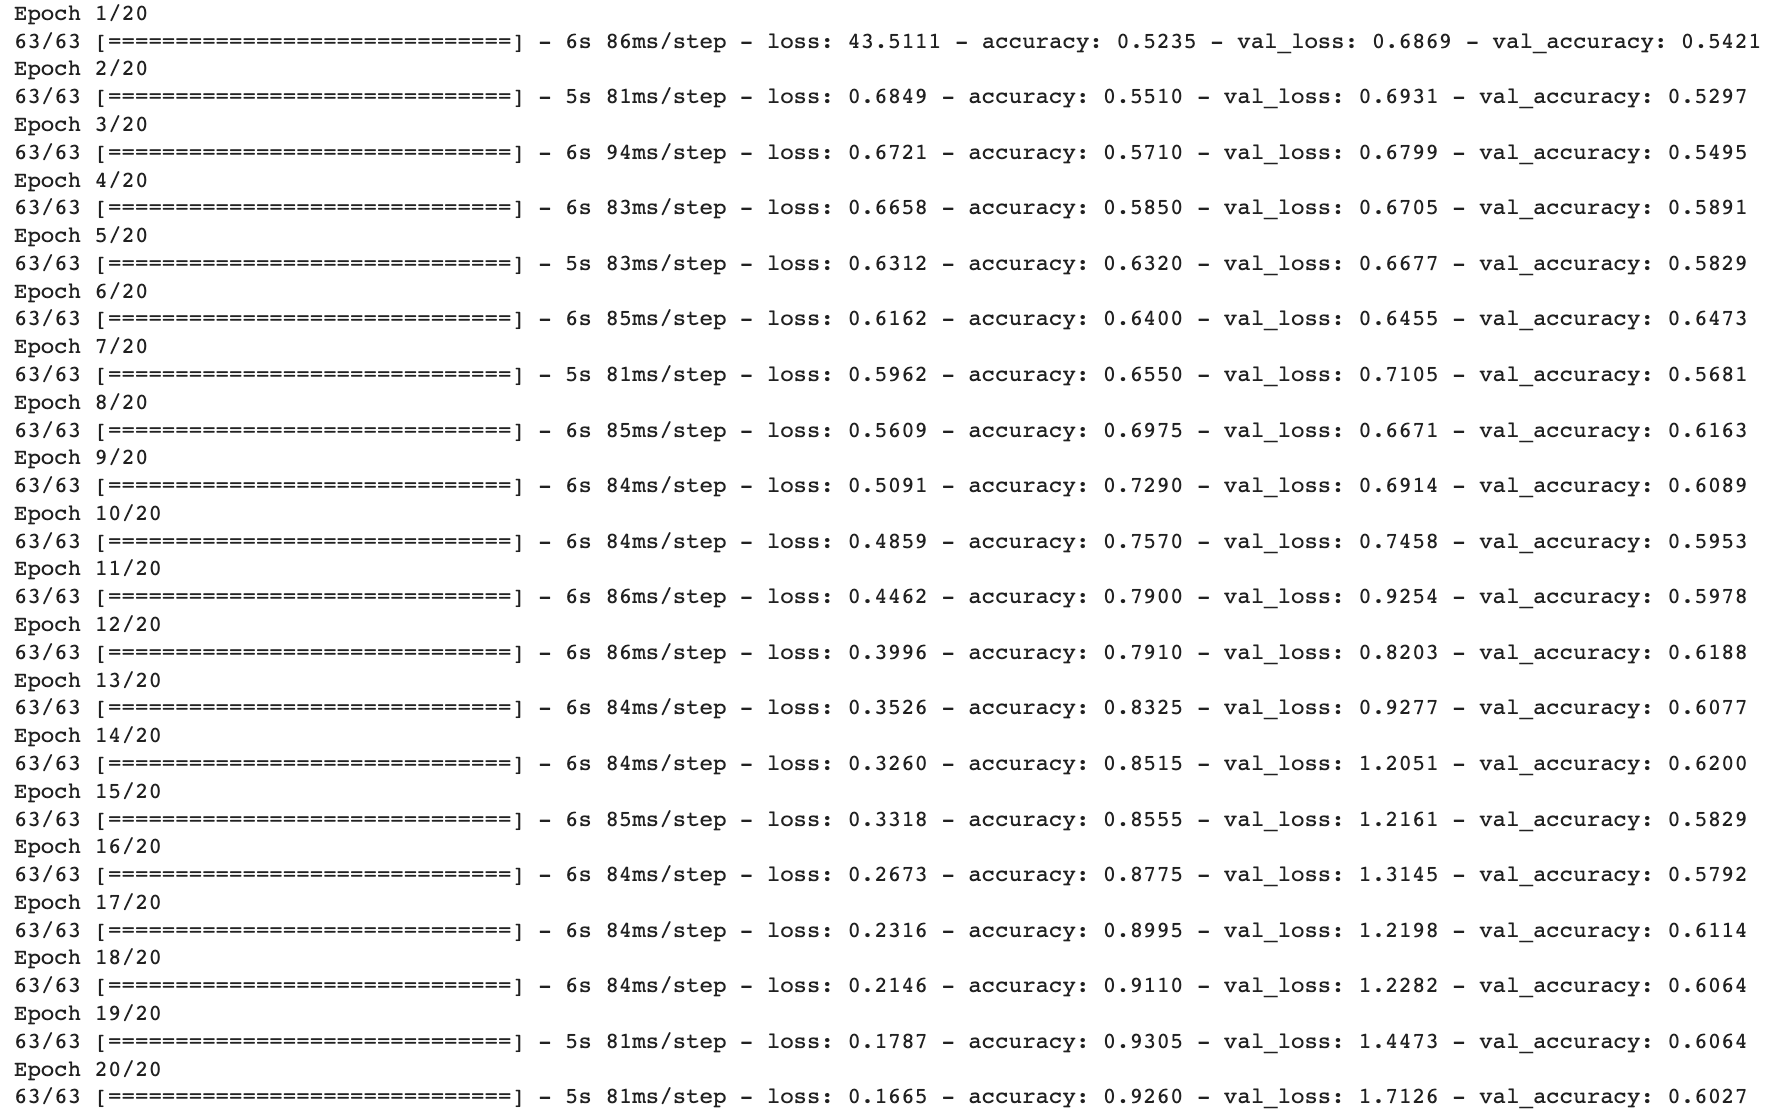 Epoch 1/20
63/63 [==============================] - 6s 86ms/step - loss: 43.5111 - accuracy: 0.5235 - val_loss: 0.6869 - val_accuracy: 0.5421
Epoch 2/20
63/63 [==============================] - 5s 81ms/step - loss: 0.6849 - accuracy: 0.5510 - val_loss: 0.6931 - val_accuracy: 0.5297
Epoch 3/20
63/63 [==============================] - 6s 94ms/step - loss: 0.6721 - accuracy: 0.5710 - val_loss: 0.6799 - val_accuracy: 0.5495
Epoch 4/20
63/63 [==============================] - 6s 83ms/step - loss: 0.6658 - accuracy: 0.5850 - val_loss: 0.6705 - val_accuracy: 0.5891
Epoch 5/20
63/63 [==============================] - 5s 83ms/step - loss: 0.6312 - accuracy: 0.6320 - val_loss: 0.6677 - val_accuracy: 0.5829
Epoch 6/20
63/63 [==============================] - 6s 85ms/step - loss: 0.6162 - accuracy: 0.6400 - val_loss: 0.6455 - val_accuracy: 0.6473
Epoch 7/20
63/63 [==============================] - 5s 81ms/step - loss: 0.5962 - accuracy: 0.6550 - val_loss: 0.7105 - val_accuracy: 0.5681
Epoch 8/20
63/63 [==============================] - 6s 85ms/step - loss: 0.5609 - accuracy: 0.6975 - val_loss: 0.6671 - val_accuracy: 0.6163
Epoch 9/20
63/63 [==============================] - 6s 84ms/step - loss: 0.5091 - accuracy: 0.7290 - val_loss: 0.6914 - val_accuracy: 0.6089
Epoch 10/20
63/63 [==============================] - 6s 84ms/step - loss: 0.4859 - accuracy: 0.7570 - val_loss: 0.7458 - val_accuracy: 0.5953
Epoch 11/20
63/63 [==============================] - 6s 86ms/step - loss: 0.4462 - accuracy: 0.7900 - val_loss: 0.9254 - val_accuracy: 0.5978
Epoch 12/20
63/63 [==============================] - 6s 86ms/step - loss: 0.3996 - accuracy: 0.7910 - val_loss: 0.8203 - val_accuracy: 0.6188
Epoch 13/20
63/63 [==============================] - 6s 84ms/step - loss: 0.3526 - accuracy: 0.8325 - val_loss: 0.9277 - val_accuracy: 0.6077
Epoch 14/20
63/63 [==============================] - 6s 84ms/step - loss: 0.3260 - accuracy: 0.8515 - val_loss: 1.2051 - val_accuracy: 0.6200
Epoch 15/20
63/63 [==============================] - 6s 85ms/step - loss: 0.3318 - accuracy: 0.8555 - val_loss: 1.2161 - val_accuracy: 0.5829
Epoch 16/20
63/63 [==============================] - 6s 84ms/step - loss: 0.2673 - accuracy: 0.8775 - val_loss: 1.3145 - val_accuracy: 0.5792
Epoch 17/20
63/63 [==============================] - 6s 84ms/step - loss: 0.2316 - accuracy: 0.8995 - val_loss: 1.2198 - val_accuracy: 0.6114
Epoch 18/20
63/63 [==============================] - 6s 84ms/step - loss: 0.2146 - accuracy: 0.9110 - val_loss: 1.2282 - val_accuracy: 0.6064
Epoch 19/20
63/63 [==============================] - 5s 81ms/step - loss: 0.1787 - accuracy: 0.9305 - val_loss: 1.4473 - val_accuracy: 0.6064
Epoch 20/20
63/63 [==============================] - 5s 81ms/step - loss: 0.1665 - accuracy: 0.9260 - val_loss: 1.7126 - val_accuracy: 0.6027